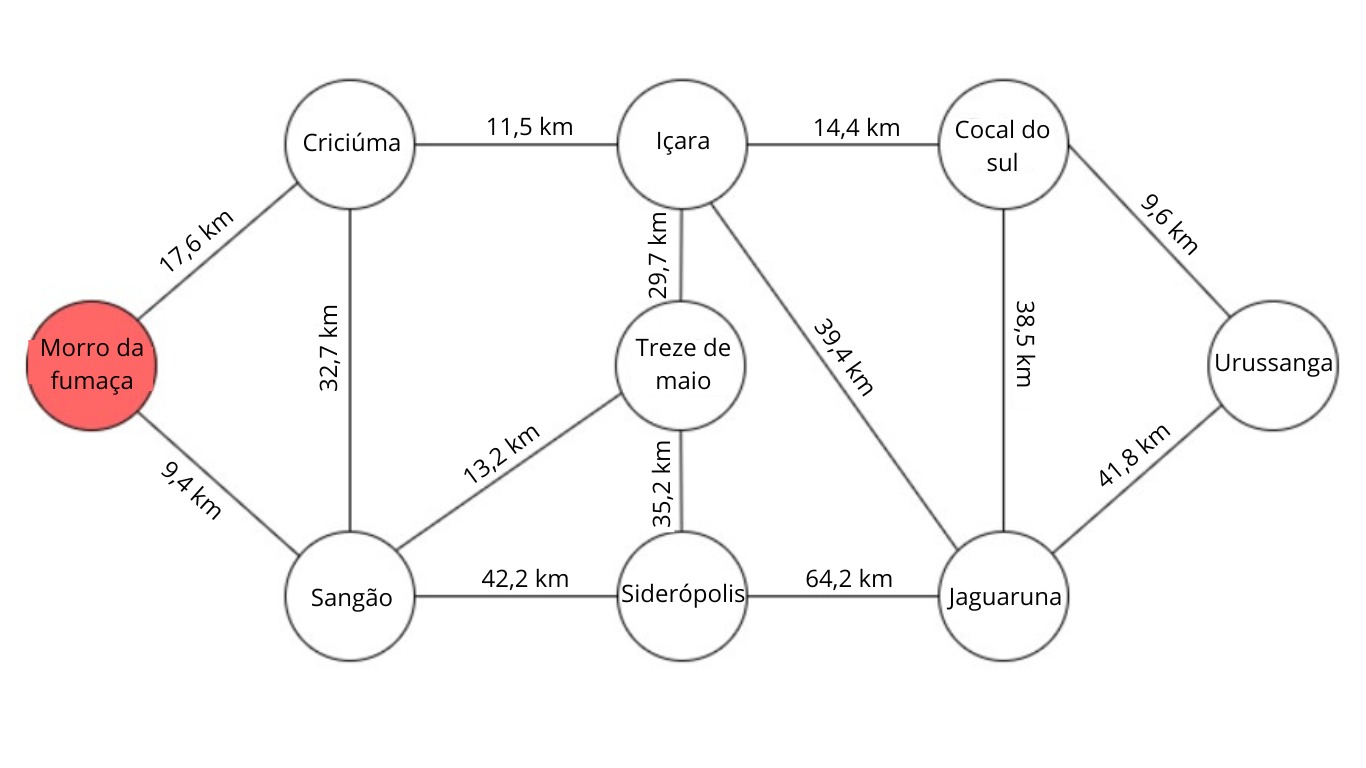 11,5 km
14,4 km
Criciúma
Içara
Cocal do
sul
17,6 km
29,7 km
9,6 km
32,7 km
39,4 km
38,5 km
Morro da
fumaça
Treze de
maio
Urussanga
9,4 km
13,2 km
35,2 km
41,8 km
42,2 km
64,2 km
Sangão
Siderópolis
Jaguaruna